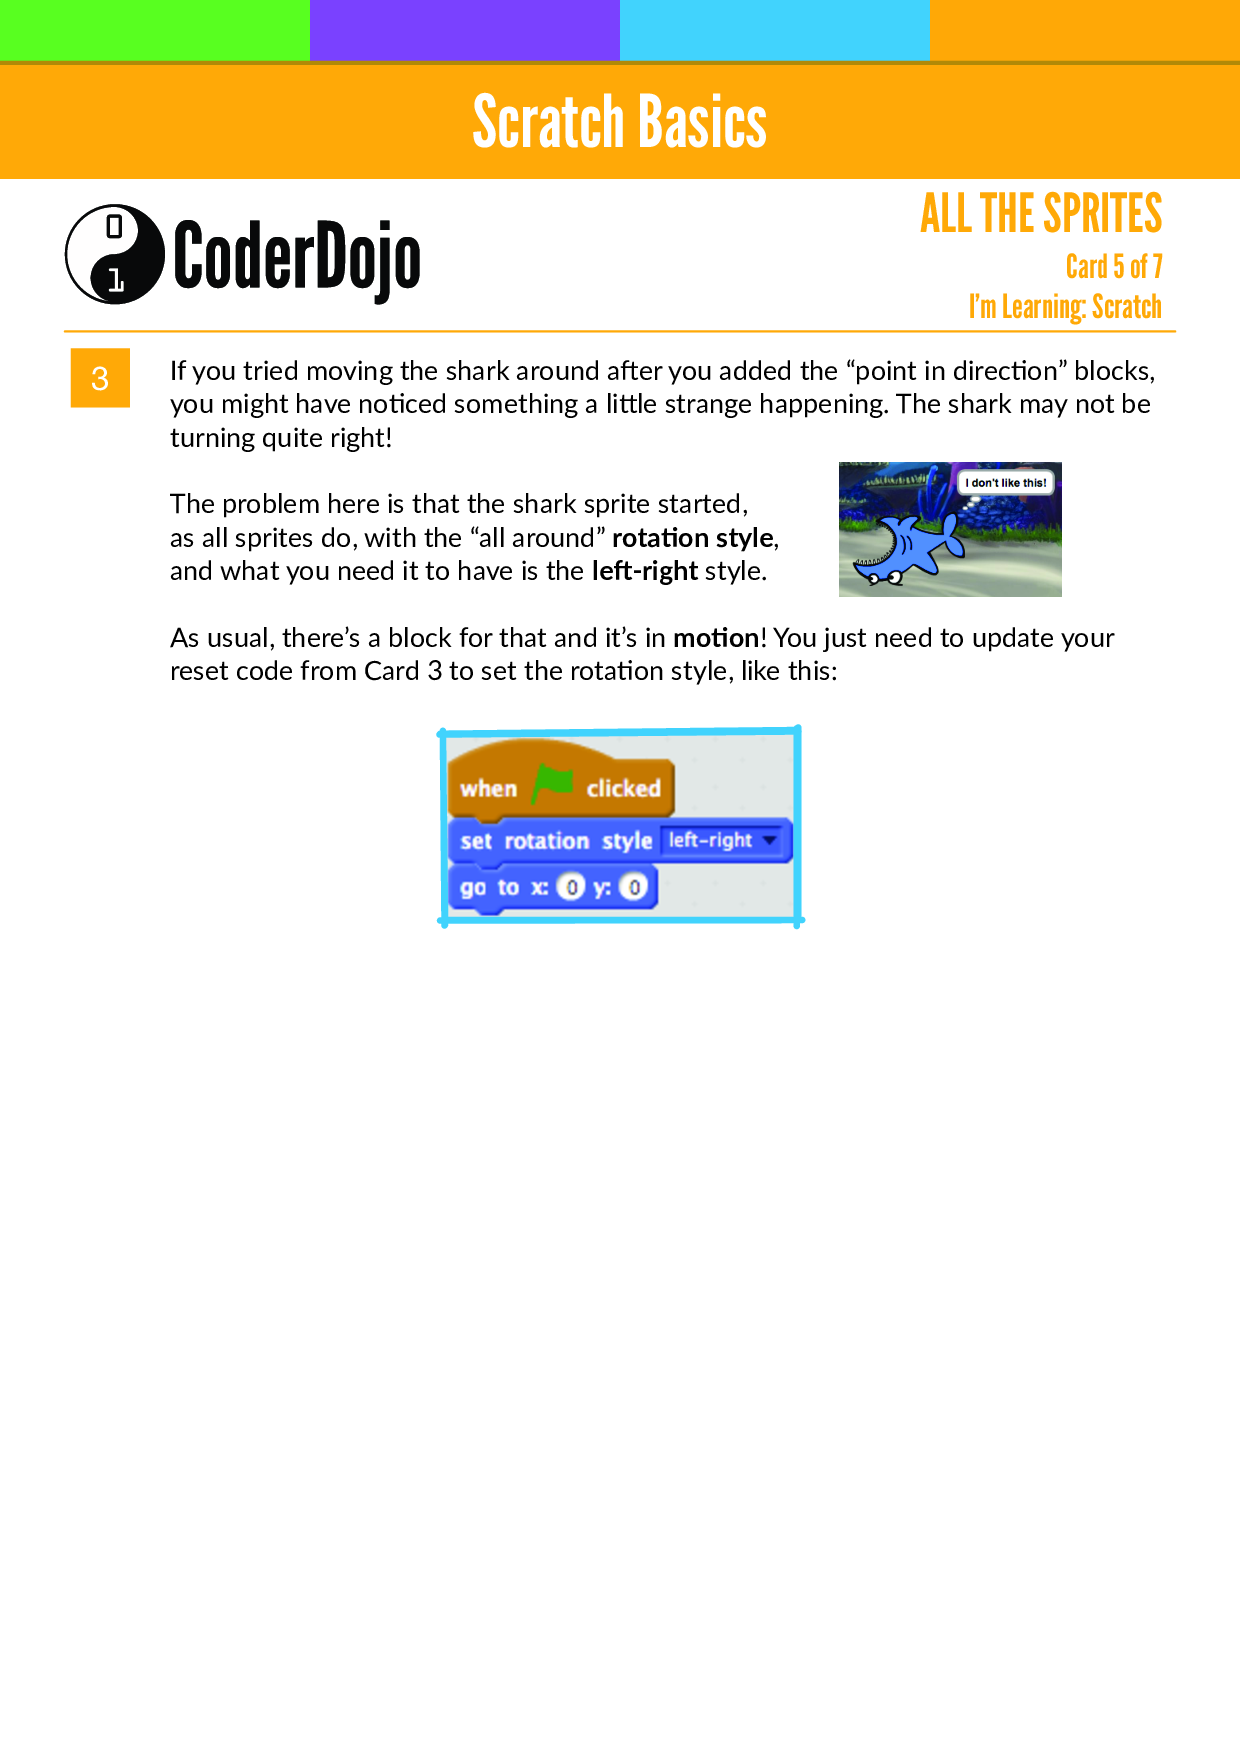 Scratch Basics
0
1
CoderDojo
ALL THE SPRITES
Card 5 of 7
I'm Learning: Scratch
3
If you tried moving the shark around after you added the “point in direction” blocks,
you might have noticed something a little strange happening. The shark may not be
turning quite right!
I don't like this!
The problem here is that the shark sprite started,
as all sprites do, with the “all around” rotation style,
and what you need it to have is the left-right style.
As usual, there’s a block for that and it’s in motion! You just need to update your
reset code from Card 3 to set the rotation style, like this:
when clicked
set rotation style left-right
go to x: 0 y: 0